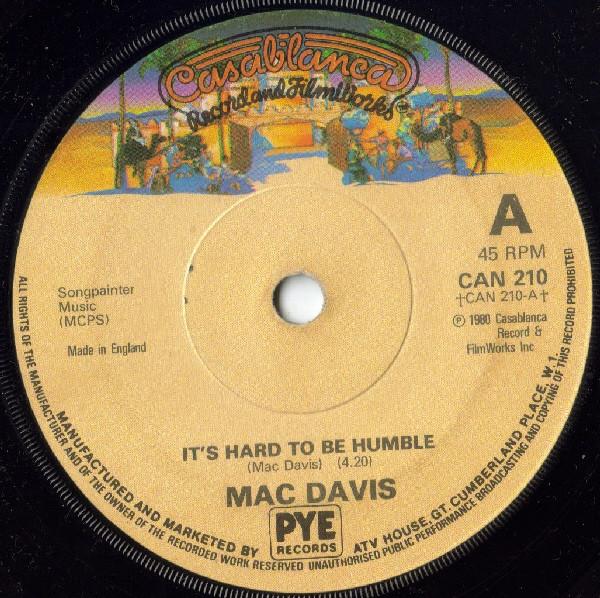 Casablanca
Record and FilmWorks
A
45 RPM
CAN 210
†CAN 210-A†
℗ 1980 Casablanca
Record &
FilmWorks Inc
Songpainter
Music
(MCPS)
Made in England
IT'S HARD TO BE HUMBLE
(Mac Davis) (4.20)
MAC DAVIS
PYE
RECORDS
MANUFACTURED AND MARKETED BY
ATV HOUSE, GT. CUMBERLAND PLACE, W.1.
ALL RIGHTS OF THE MANUFACTURER AND OF THE OWNER OF THE RECORDED WORK RESERVED UNAUTHORISED PUBLIC PERFORMANCE BROADCASTING AND COPYING OF THIS RECORD PROHIBITED